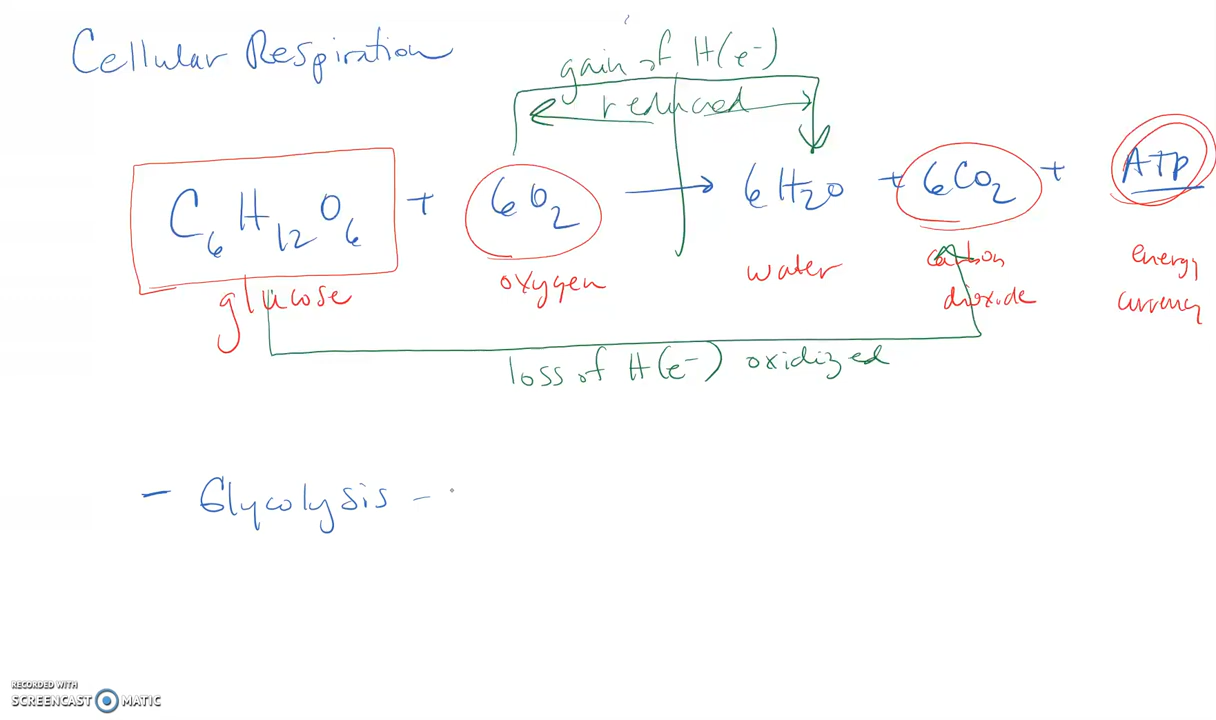 Cellular Respiration
gain of H(e⁻)
reduced
C₆H₁₂O₆ + 6O₂ → 6H₂O + 6CO₂ + ATP
glucose oxygen water carbon dioxide energy currency
loss of H(e⁻) oxidized
- Glycolysis -
RECORDED WITH
SCREENCAST MATIC